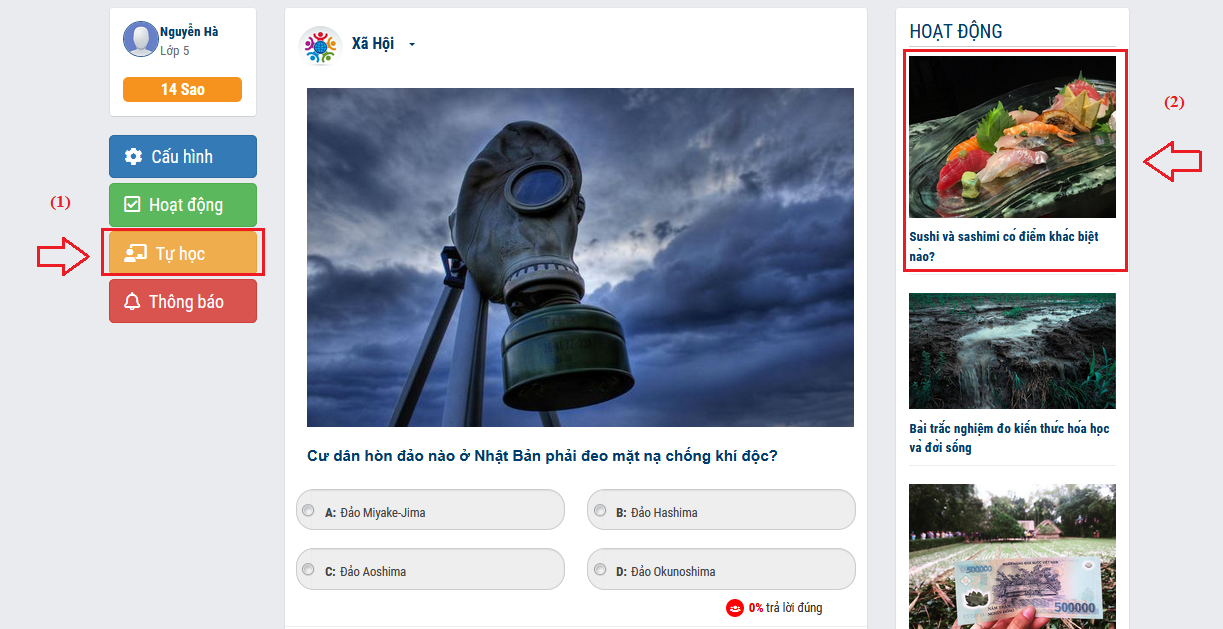 Nguyễn Hà
Lớp 5
14 Sao
Cấu hình
(1)
Hoạt động
Tự học
Thông báo
Xã Hội
Cư dân hòn đảo nào ở Nhật Bản phải đeo mặt nạ chống khí độc?
A: Đảo Miyake-Jima
B: Đảo Hashima
C: Đảo Aoshima
D: Đảo Okunoshima
0% trả lời đúng
HOẠT ĐỘNG
(2)
Sushi và sashimi có điểm khác biệt
nào?
Bài trắc nghiệm đo kiến thức hóa học
và đời sống
500000
500000